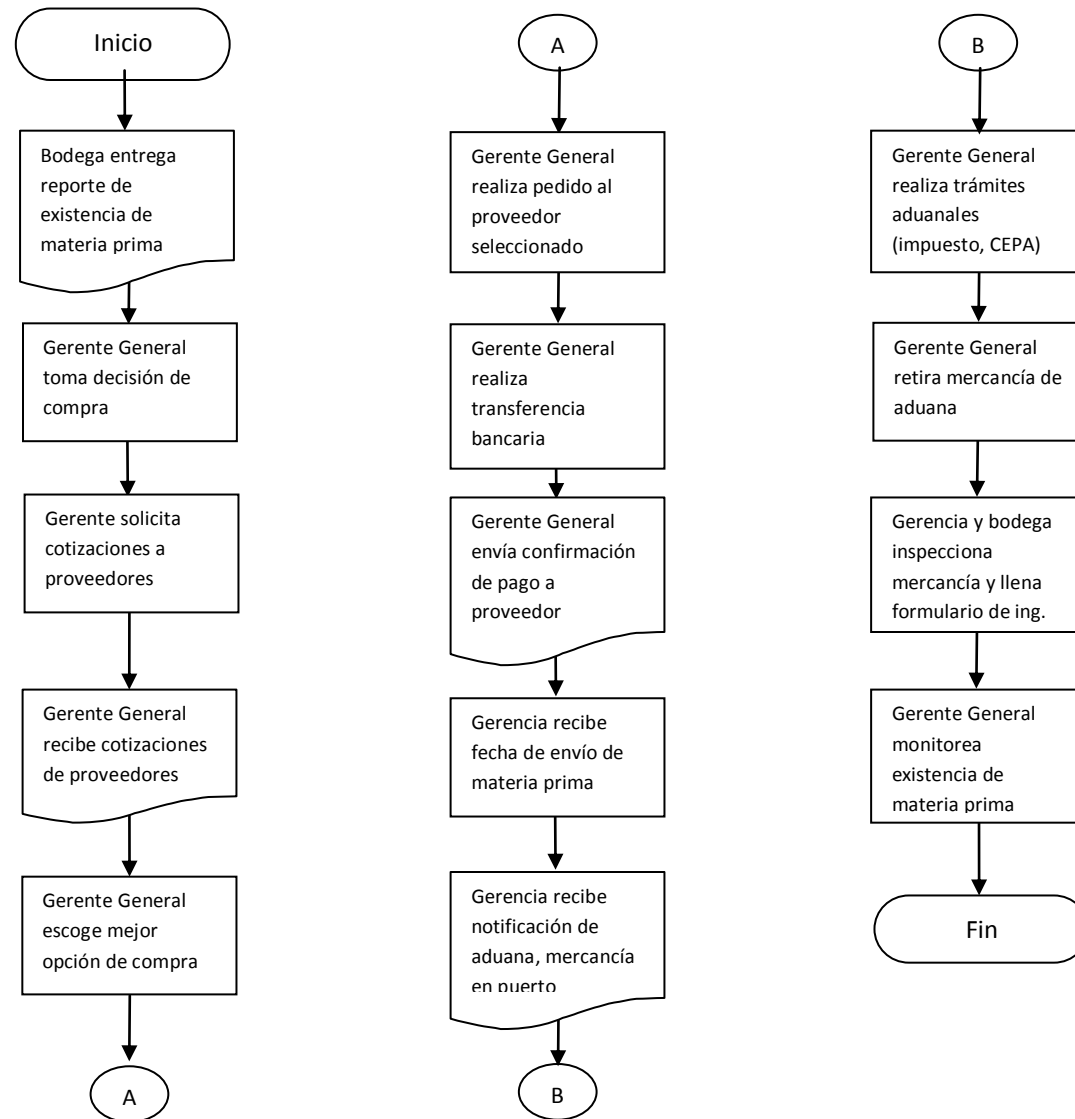 Inicio
Bodega entrega
reporte de
existencia de
materia prima
Gerente General
toma decisión de
compra
Gerente solicita
cotizaciones a
proveedores
Gerente General
recibe cotizaciones
de proveedores
Gerente General
escoge mejor
opción de compra
A
A
Gerente General
realiza pedido al
proveedor
seleccionado
Gerente General
realiza
transferencia
bancaria
Gerente General
envía confirmación
de pago a
proveedor
Gerencia recibe
fecha de envío de
materia prima
Gerencia recibe
notificación de
aduana, mercancía
en puerto
B
B
Gerente General
realiza trámites
aduanales
(impuesto, CEPA)
Gerente General
retira mercancía de
aduana
Gerencia y bodega
inspecciona
mercancía y llena
formulario de ing.
Gerente General
monitorea
existencia de
materia prima
Fin